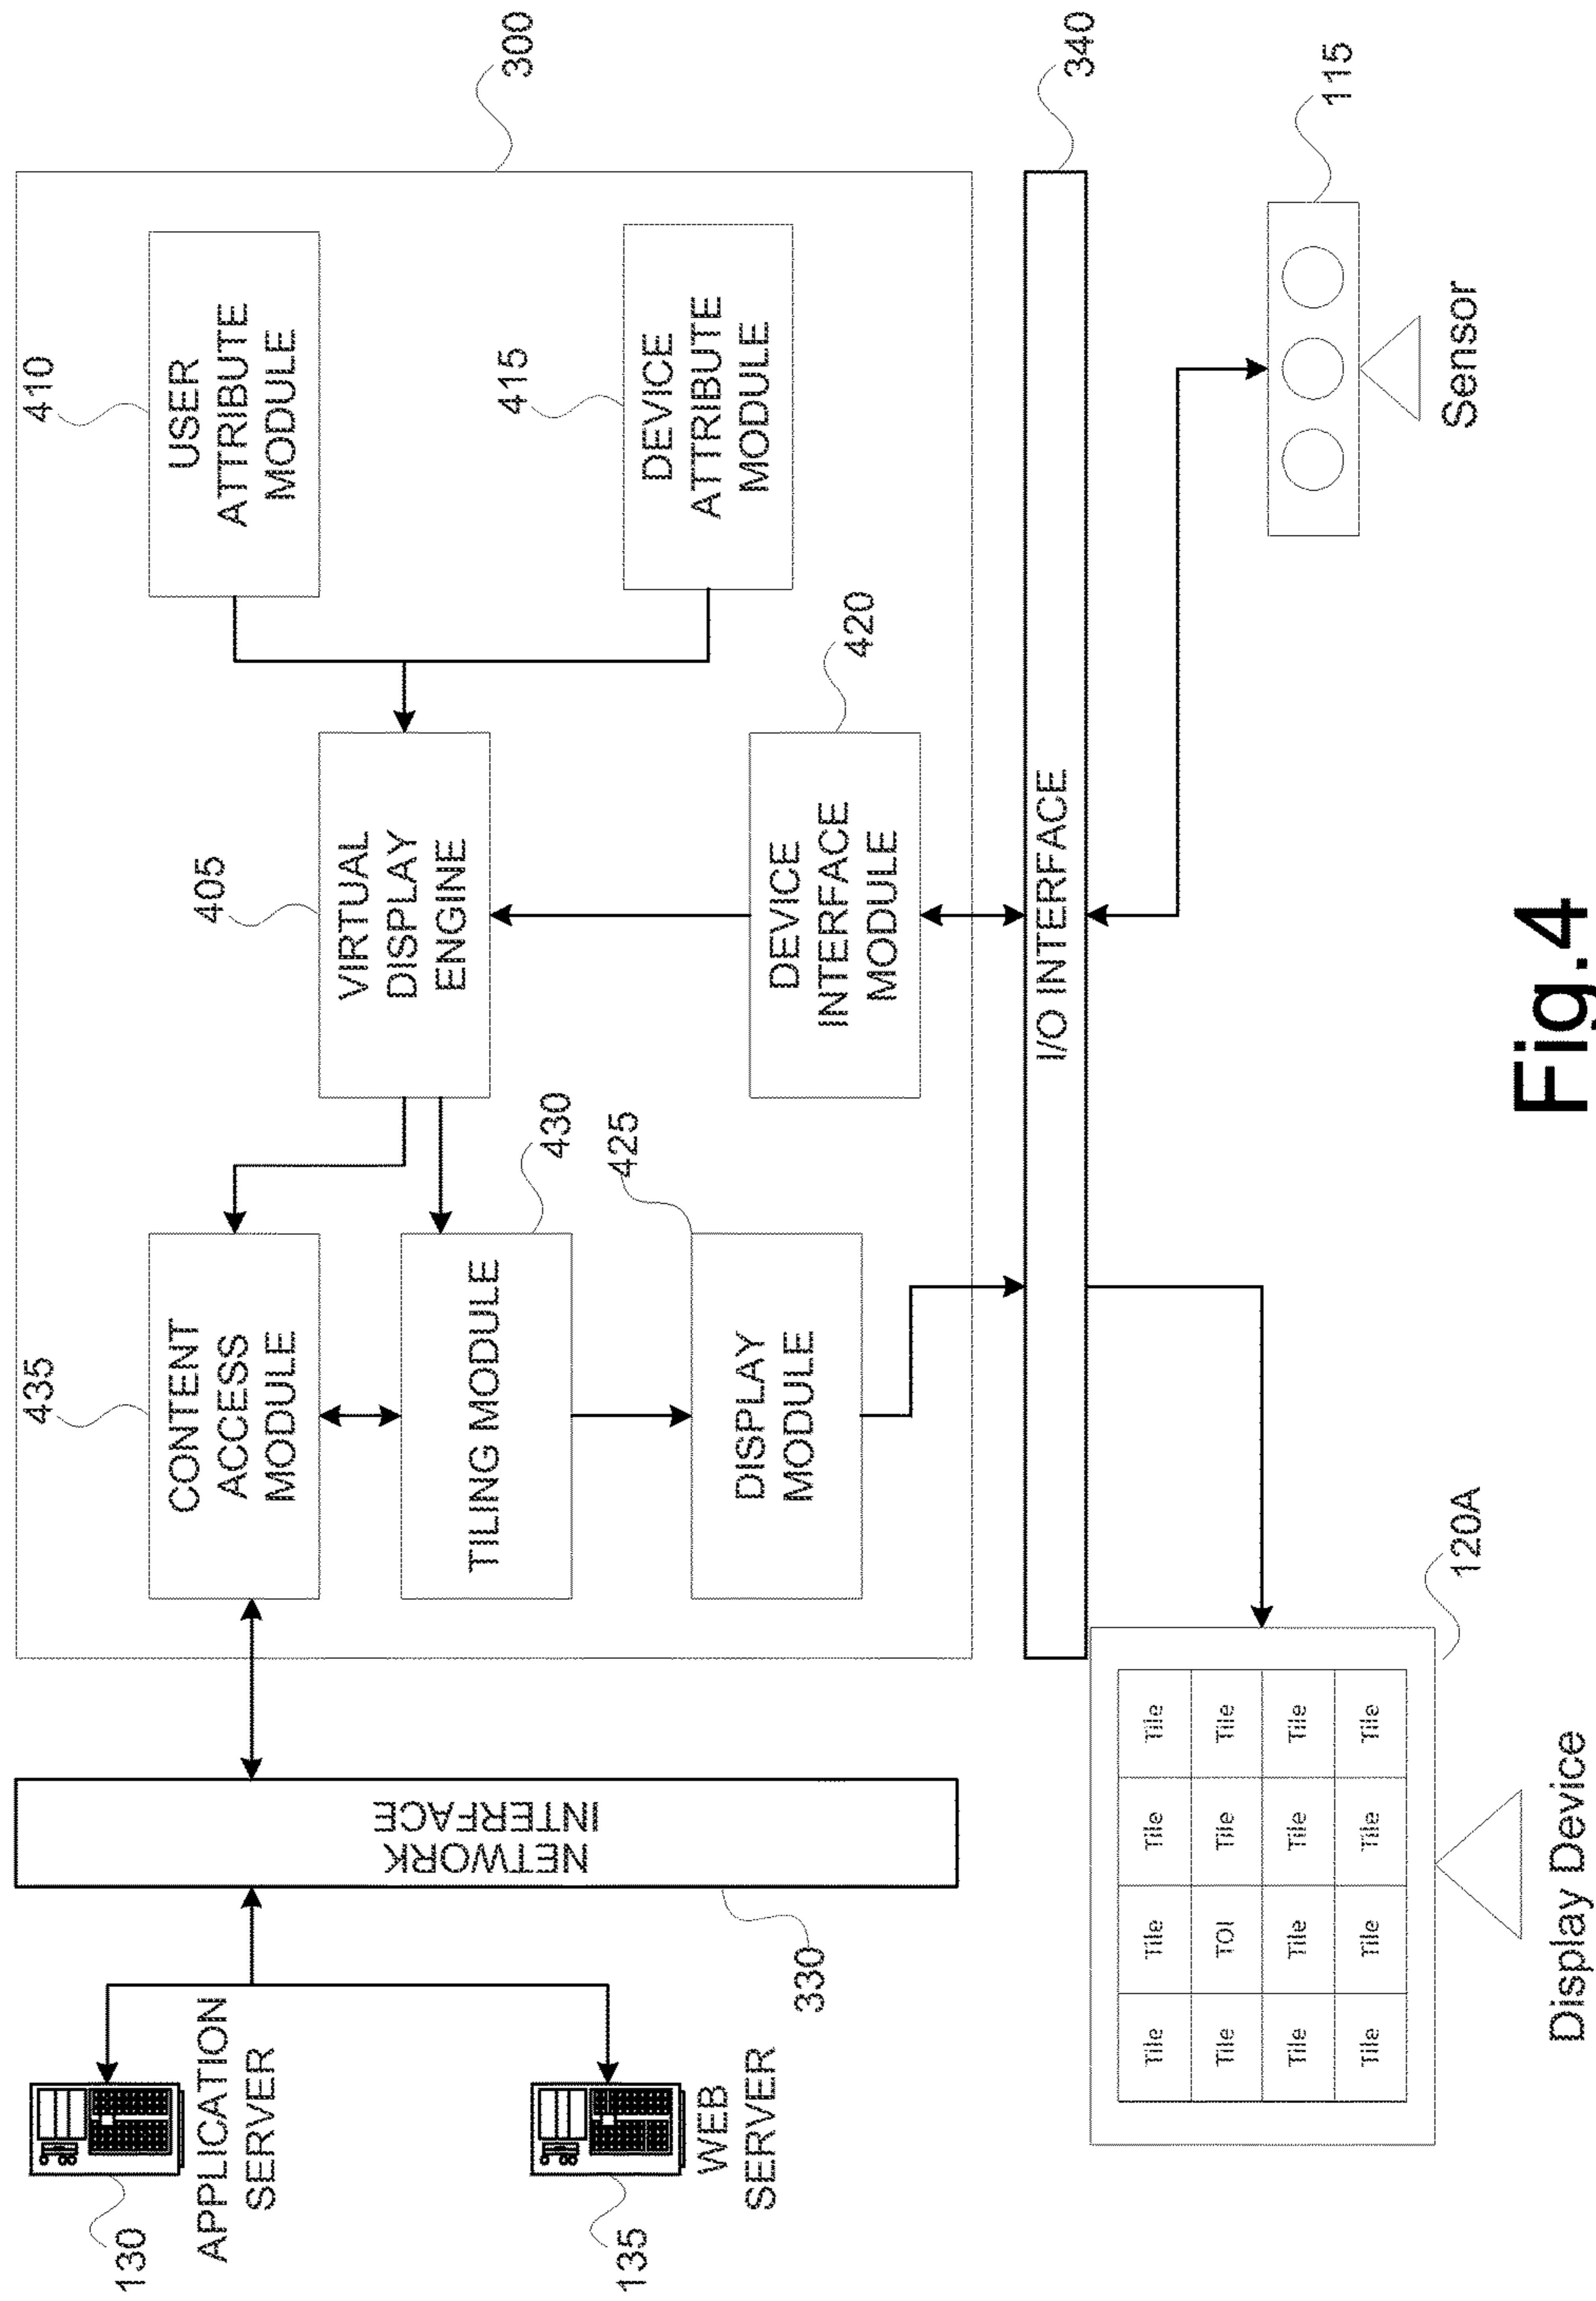 130
APPLICATION
SERVER
135
WEB
SERVER
330
NETWORK
INTERFACE
300
435
CONTENT
ACCESS
MODULE
430
TILING MODULE
425
DISPLAY
MODULE
405
VIRTUAL
DISPLAY
ENGINE
420
DEVICE
INTERFACE
MODULE
410
USER
ATTRIBUTE
MODULE
415
DEVICE
ATTRIBUTE
MODULE
340
I/O INTERFACE
Tile Tile Tile Tile
Tile TOI Tile Tile
Tile Tile Tile Tile
Tile Tile Tile Tile
120A
Display Device
115
Sensor
Fig.4